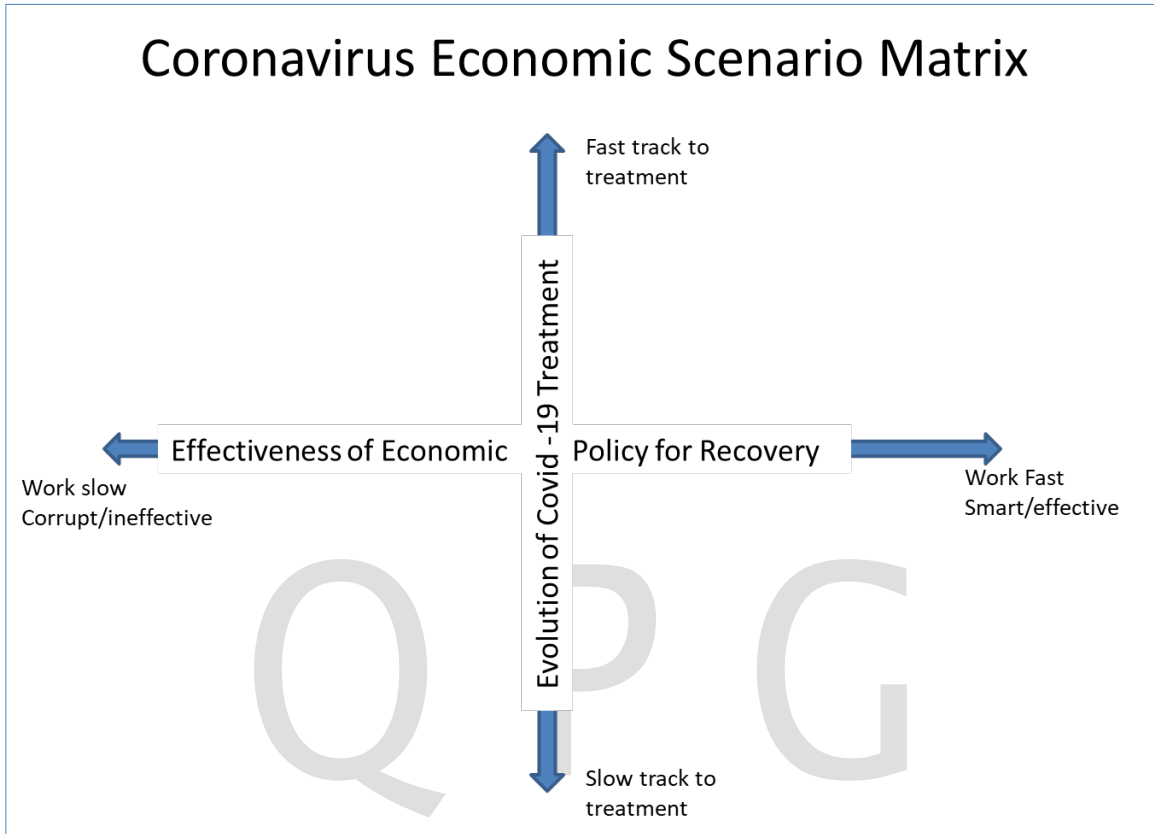 Coronavirus Economic Scenario Matrix
Fast track to
treatment
Evolution of Covid -19 Treatment
Effectiveness of Economic Policy for Recovery
Work slow
Corrupt/ineffective
Work Fast
Smart/effective
Q P G
Slow track to
treatment